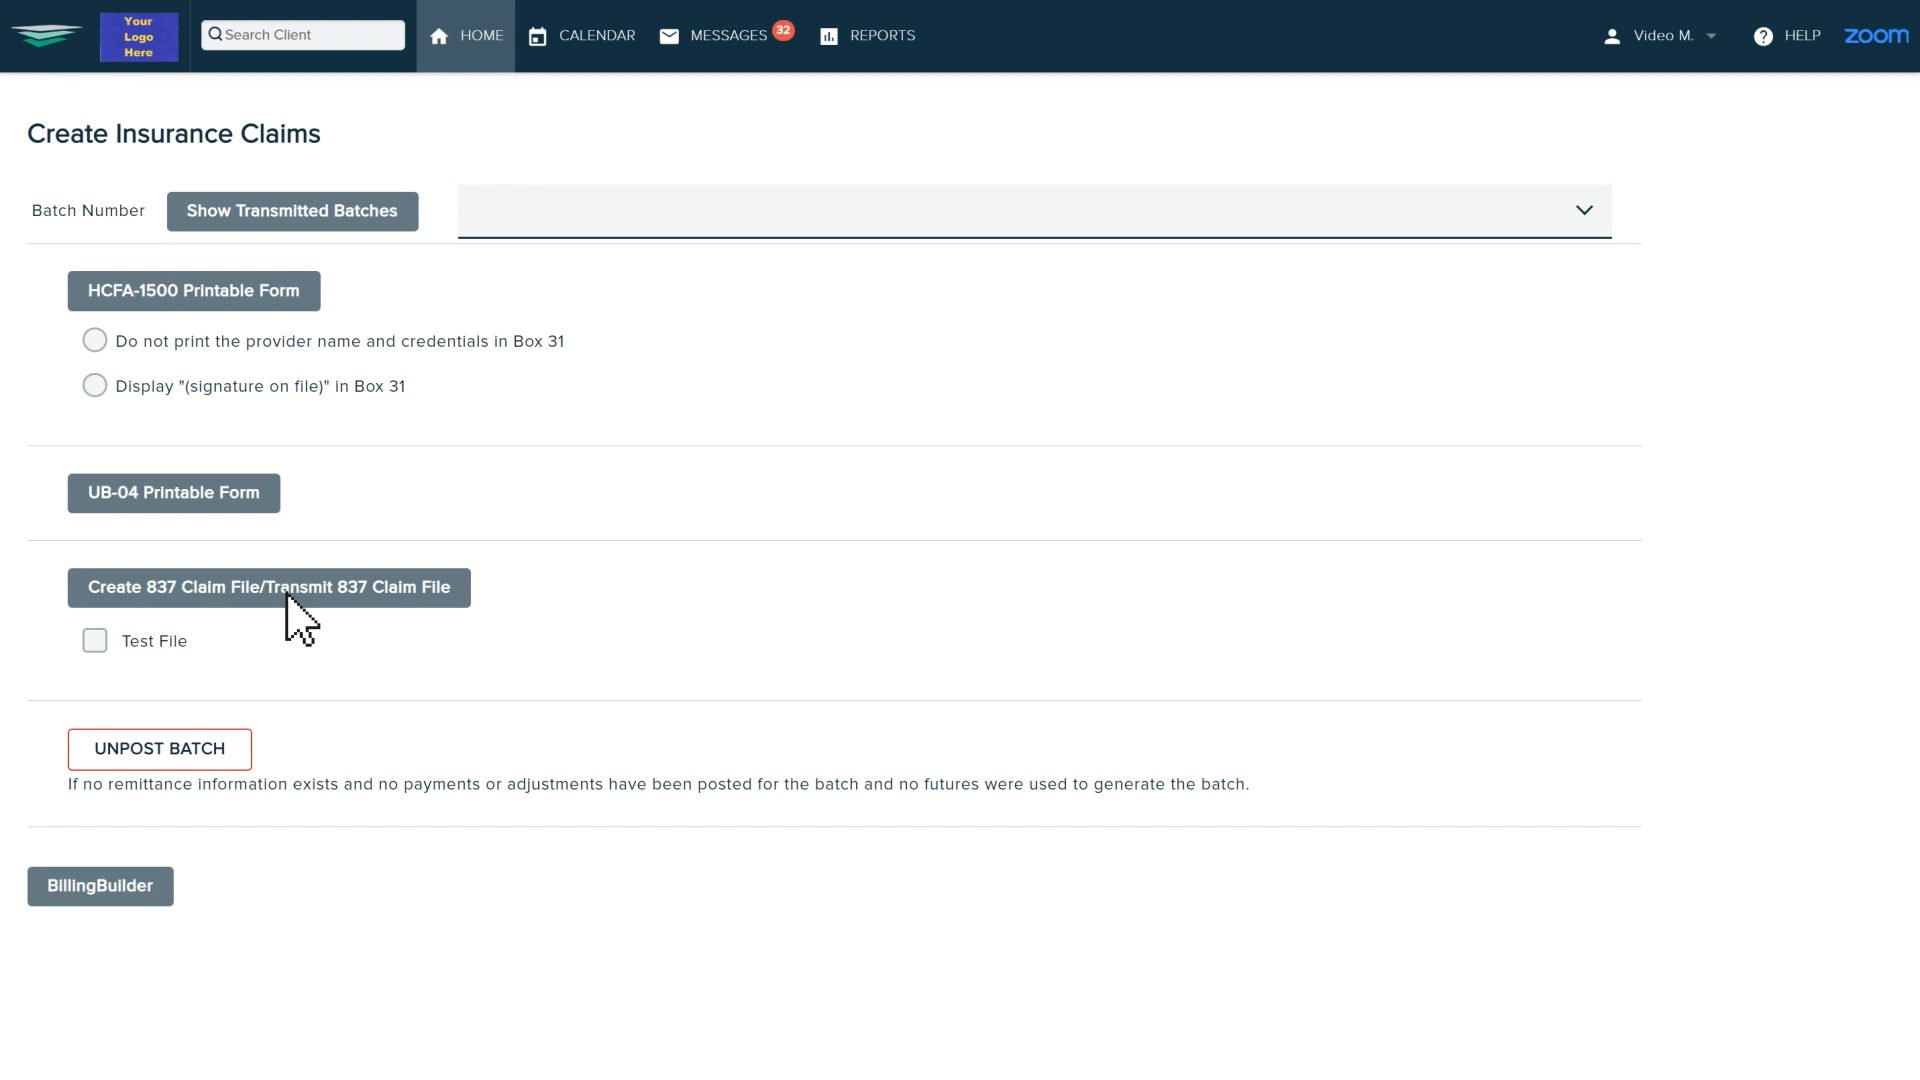 Your
Logo
Here
Search Client
HOME
CALENDAR
MESSAGES
32
REPORTS
Video M.
? HELP
zoom
Create Insurance Claims
Batch Number
Show Transmitted Batches
HCFA-1500 Printable Form
Do not print the provider name and credentials in Box 31
Display "(signature on file)" in Box 31
UB-04 Printable Form
Create 837 Claim File/Transmit 837 Claim File
Test File
UNPOST BATCH
If no remittance information exists and no payments or adjustments have been posted for the batch and no futures were used to generate the batch.
BillingBuilder